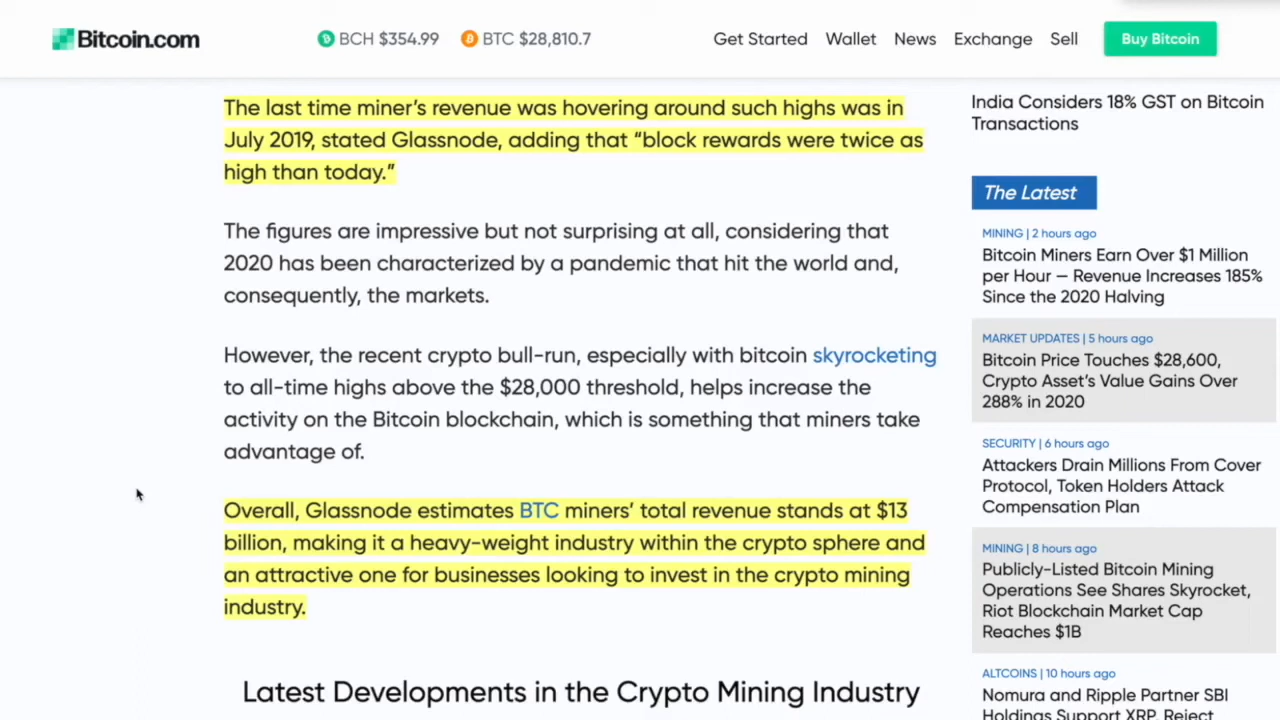 Bitcoin.com
BCH $354.99
BTC $28,810.7
Get Started
Wallet
News
Exchange
Sell
Buy Bitcoin
The last time miner's revenue was hovering around such highs was in
July 2019, stated Glassnode, adding that “block rewards were twice as
high than today.”
The figures are impressive but not surprising at all, considering that
2020 has been characterized by a pandemic that hit the world and,
consequently, the markets.
However, the recent crypto bull-run, especially with bitcoin skyrocketing
to all-time highs above the $28,000 threshold, helps increase the
activity on the Bitcoin blockchain, which is something that miners take
advantage of.
Overall, Glassnode estimates BTC miners’ total revenue stands at $13
billion, making it a heavy-weight industry within the crypto sphere and
an attractive one for businesses looking to invest in the crypto mining
industry.
Latest Developments in the Crypto Mining Industry
India Considers 18% GST on Bitcoin
Transactions
The Latest
MINING | 2 hours ago
Bitcoin Miners Earn Over $1 Million
per Hour — Revenue Increases 185%
Since the 2020 Halving
MARKET UPDATES | 5 hours ago
Bitcoin Price Touches $28,600,
Crypto Asset's Value Gains Over
288% in 2020
SECURITY | 6 hours ago
Attackers Drain Millions From Cover
Protocol, Token Holders Attack
Compensation Plan
MINING | 8 hours ago
Publicly-Listed Bitcoin Mining
Operations See Shares Skyrocket,
Riot Blockchain Market Cap
Reaches $1B
ALTCOINS | 10 hours ago
Nomura and Ripple Partner SBI
Holdings Support XRP, Reject